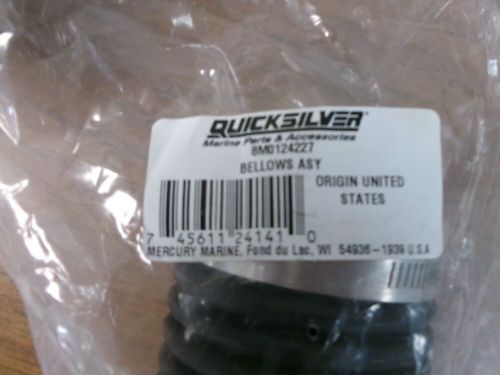 QUICKSILVER
Marine Parts & Accessories
BM0124227
BELLOWS ASY
ORIGIN UNITED
STATES
7 45611 24141 0
MERCURY MARINE, Fond du Lac, WI 54936-1939 U.S.A